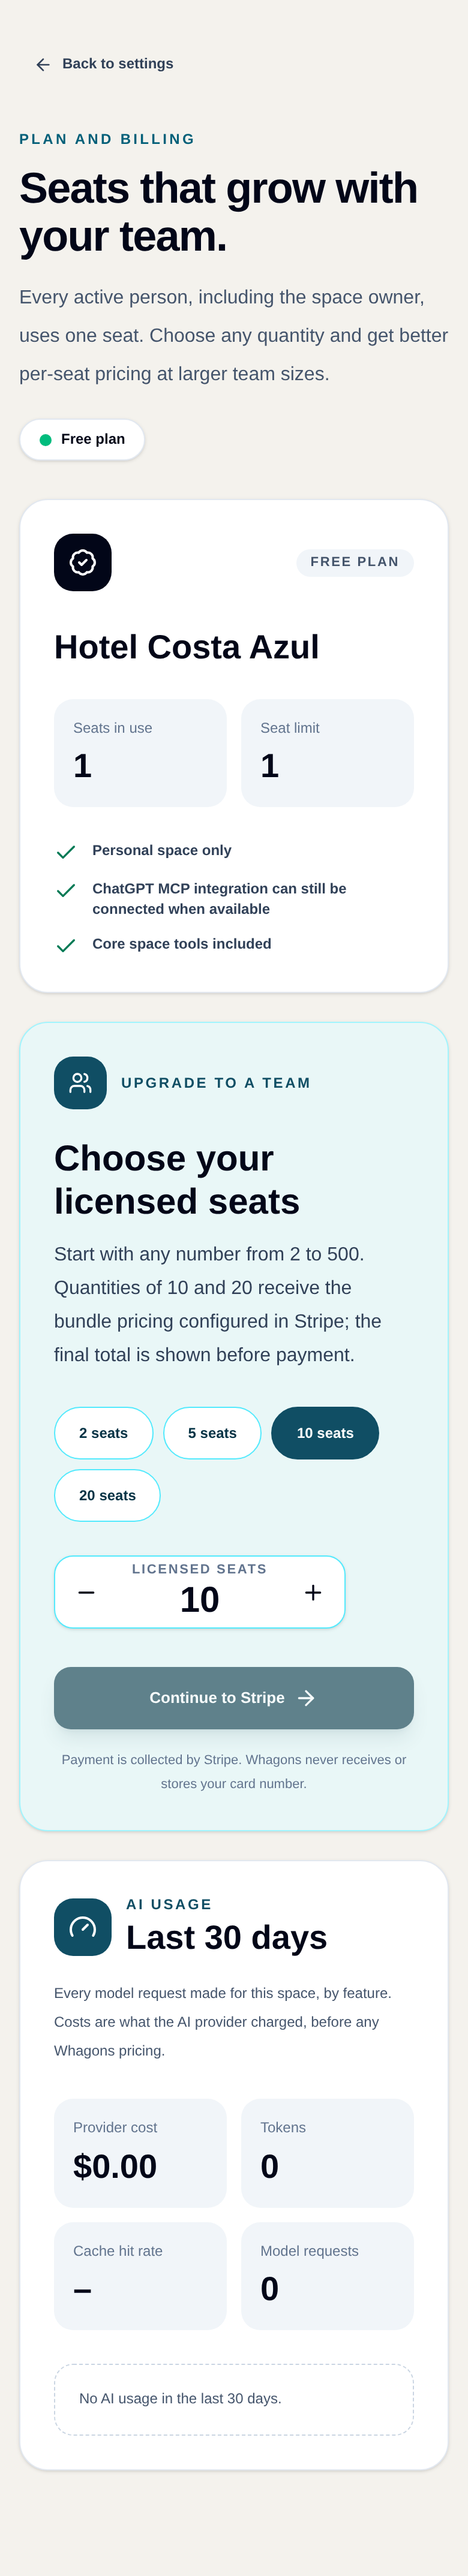 Back to settings
PLAN AND BILLING
Seats that grow with
your team.
Every active person, including the space owner,
uses one seat. Choose any quantity and get better
per-seat pricing at larger team sizes.
Free plan
FREE PLAN
Hotel Costa Azul
Seats in use
1
Seat limit
1
Personal space only
ChatGPT MCP integration can still be
connected when available
Core space tools included
UPGRADE TO A TEAM
Choose your
licensed seats
Start with any number from 2 to 500.
Quantities of 10 and 20 receive the
bundle pricing configured in Stripe; the
final total is shown before payment.
2 seats
5 seats
10 seats
20 seats
LICENSED SEATS
− 10 +
Continue to Stripe
Payment is collected by Stripe. Whagons never receives or
stores your card number.
AI USAGE
Last 30 days
Every model request made for this space, by feature.
Costs are what the AI provider charged, before any
Whagons pricing.
Provider cost
$0.00
Tokens
0
Cache hit rate
–
Model requests
0
No AI usage in the last 30 days.